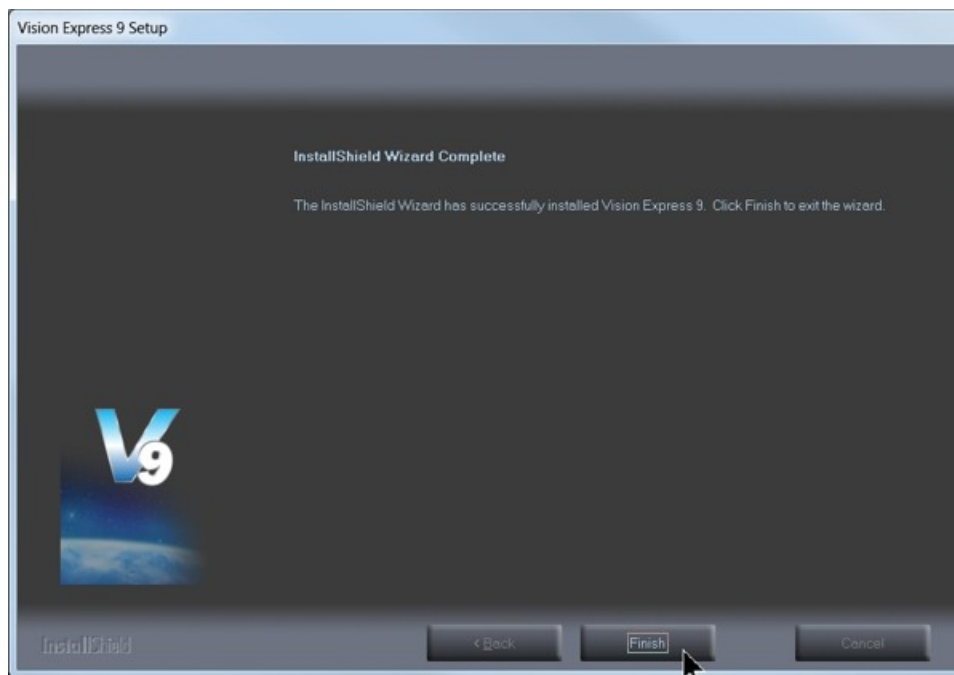 Vision Express 9 Setup
InstallShield Wizard Complete
The InstallShield Wizard has successfully installed Vision Express 9. Click Finish to exit the wizard.
V9
InstallShield
< Back
Finish
Cancel